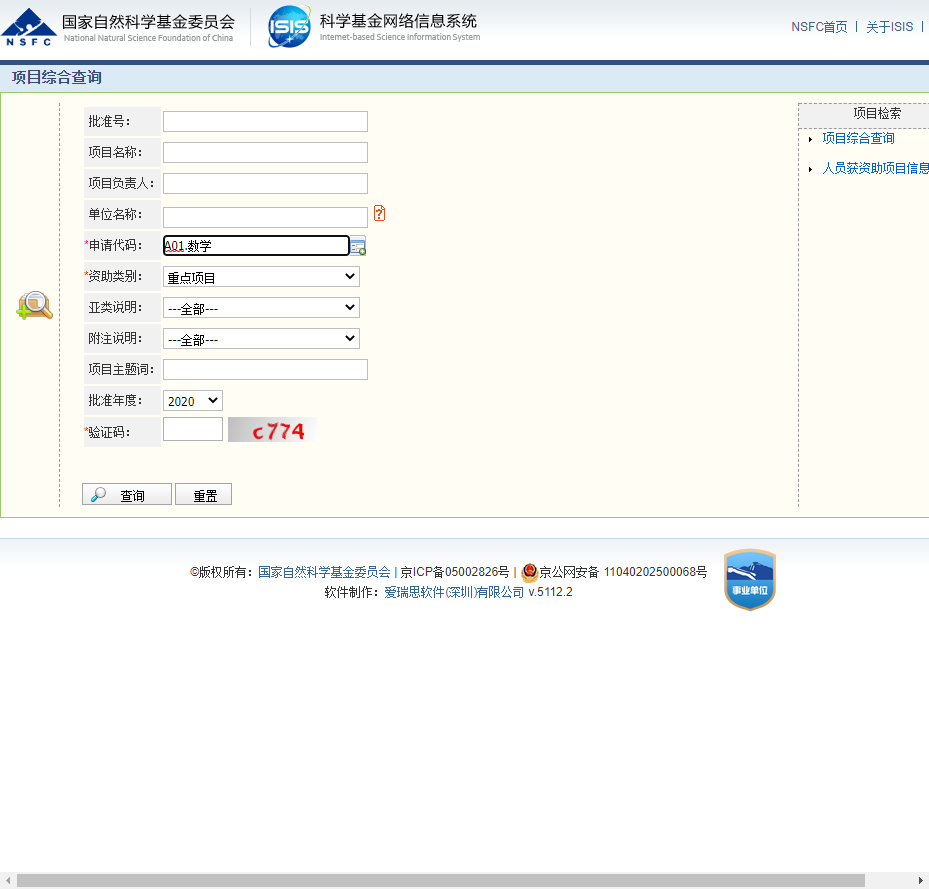 国家自然科学基金委员会
National Natural Science Foundation of China
NSFC
ISIS
科学基金网络信息系统
Internet-based Science Information System
NSFC首页 | 关于ISIS |
项目综合查询
批准号:
项目名称:
项目负责人:
单位名称: ?
*申请代码: A01.数学
*资助类别: 重点项目
亚类说明: ---全部---
附注说明: ---全部---
项目主题词:
批准年度: 2020
*验证码: c774
查询 重置
项目检索
项目综合查询
人员获资助项目信息
©版权所有: 国家自然科学基金委员会 | 京ICP备05002826号 | 京公网安备 11040202500068号
软件制作: 爱瑞思软件(深圳)有限公司 v.5112.2
事业单位